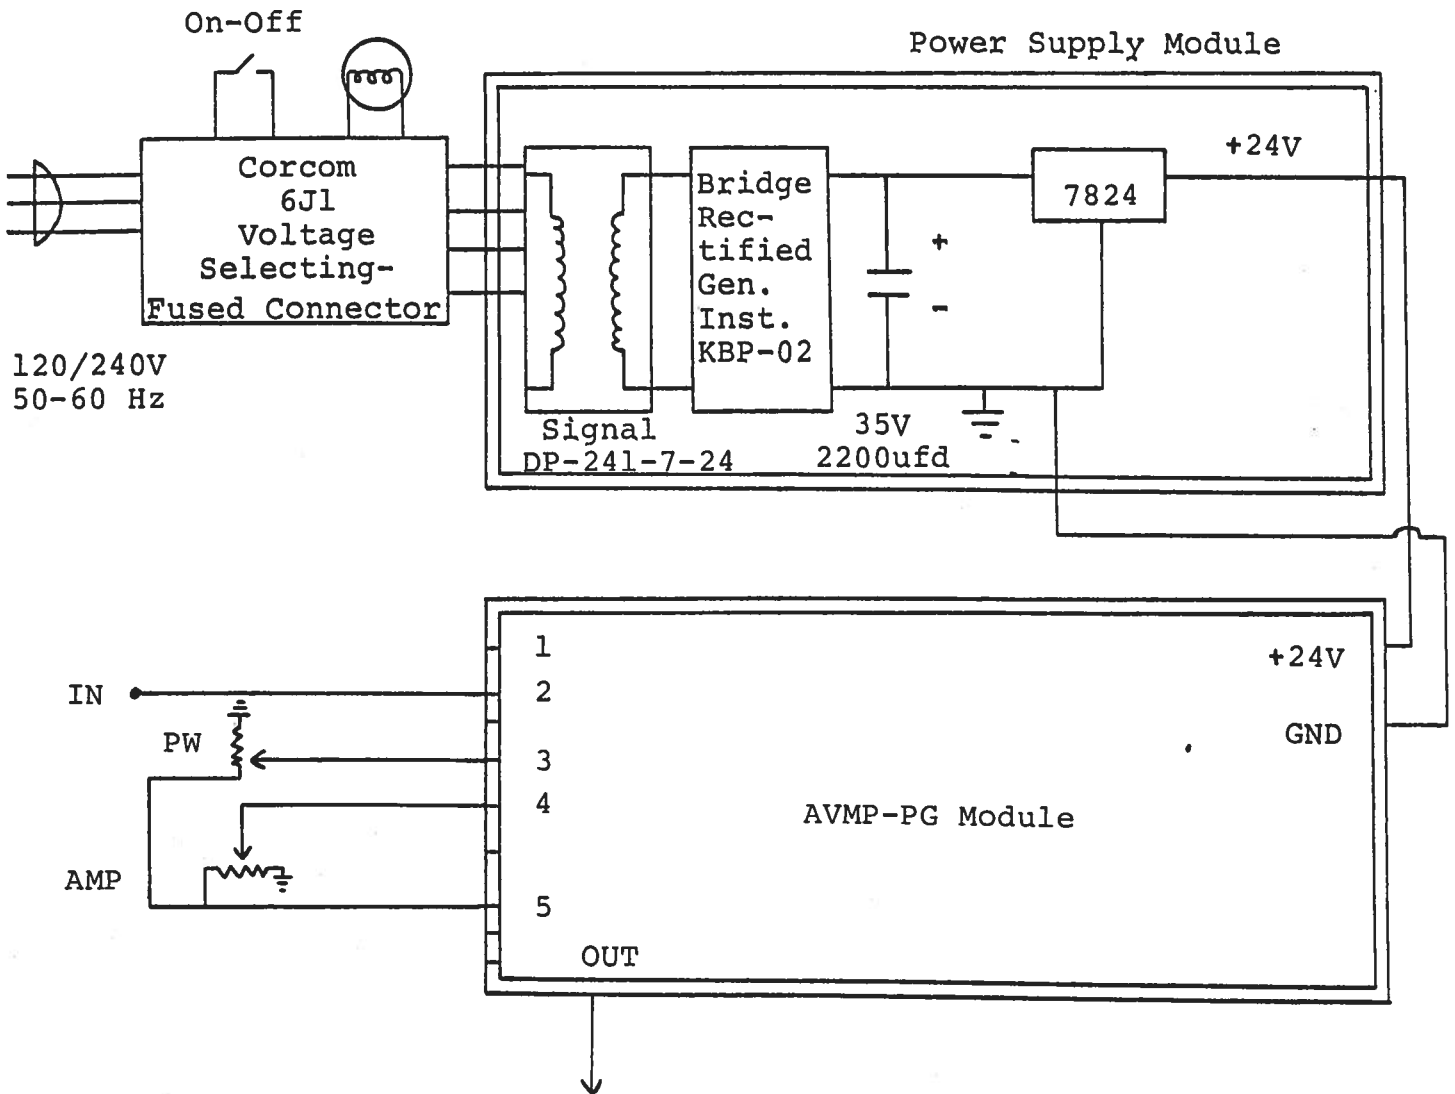 On-Off
Power Supply Module
Corcom
6J1
Voltage
Selecting-
Fused Connector
120/240V
50-60 Hz
Signal
DP-241-7-24
Bridge
Rec-
tified
Gen.
Inst.
KBP-02
+
-
35V
2200ufd
7824
+24V
1
2
3
4
5
IN
PW
AMP
+24V
GND
AVMP-PG Module
OUT